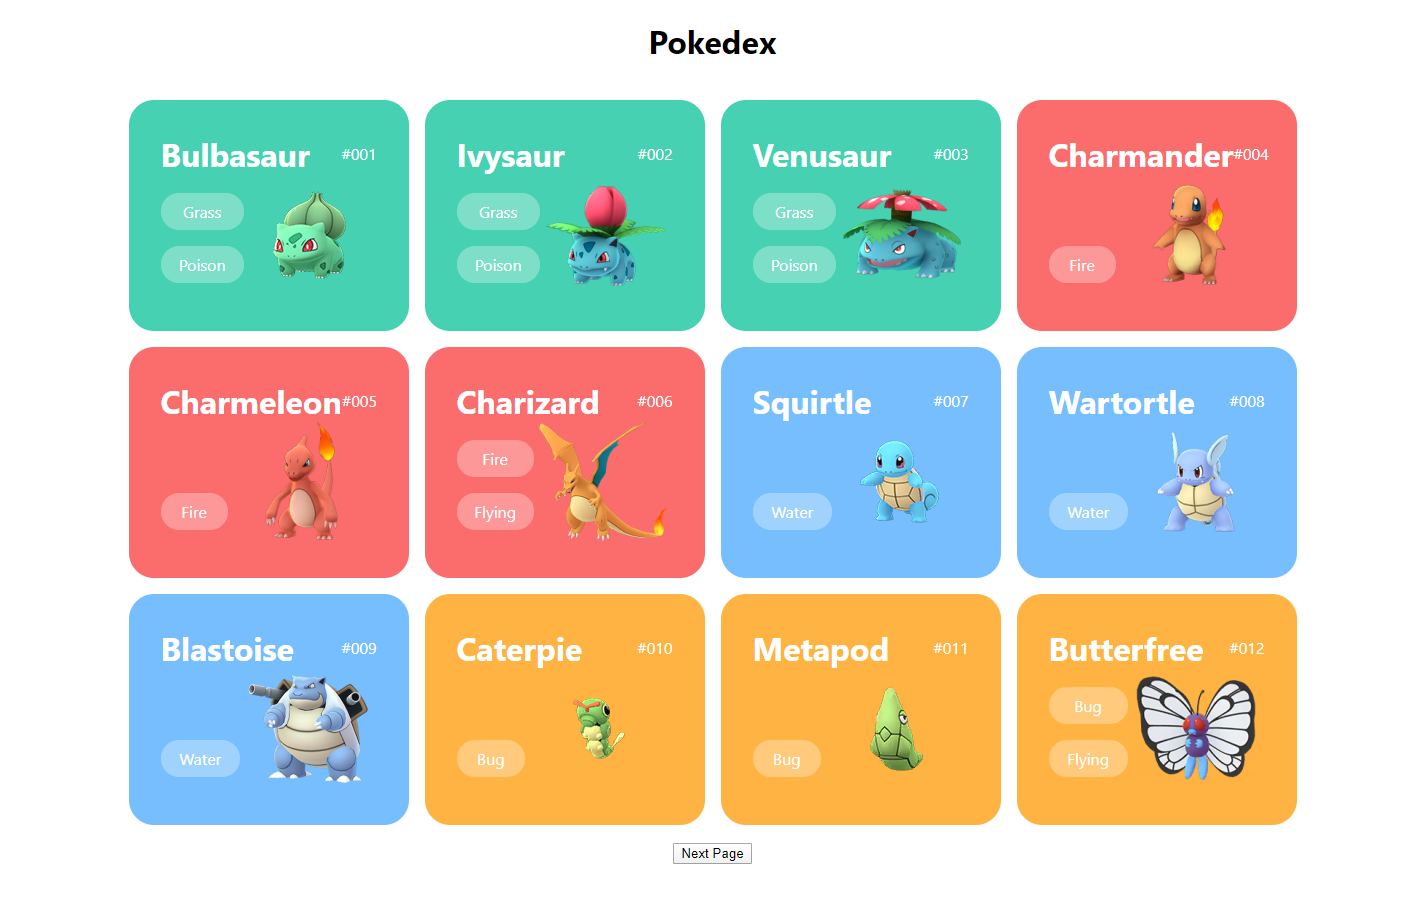 Pokedex
Bulbasaur #001
Grass
Poison
Ivysaur #002
Grass
Poison
Venusaur #003
Grass
Poison
Charmander #004
Fire
Charmeleon #005
Fire
Charizard #006
Fire
Flying
Squirtle #007
Water
Wartortle #008
Water
Blastoise #009
Water
Caterpie #010
Bug
Metapod #011
Bug
Butterfree #012
Bug
Flying
Next Page